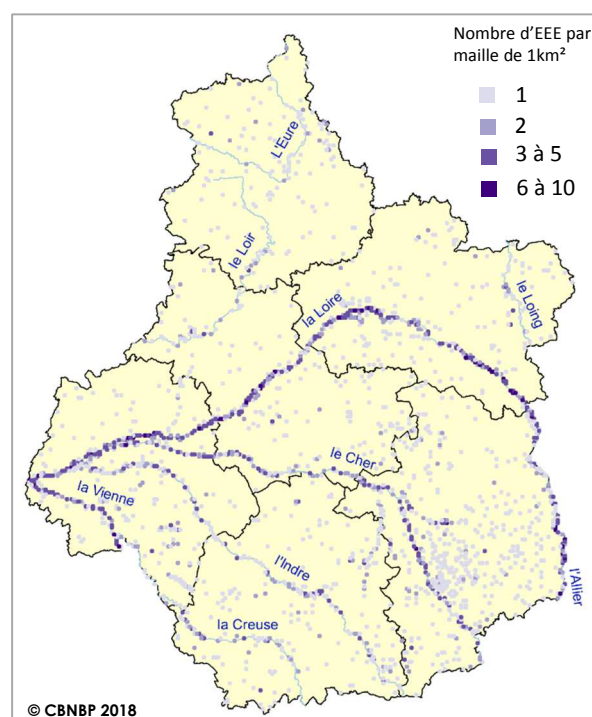 Nombre d’EEE par
maille de 1km²
1
2
3 à 5
6 à 10
L'Eure
le Loir
la Loire
le Loing
le Cher
la Vienne
l'Indre
l'Allier
la Creuse
© CBNBP 2018